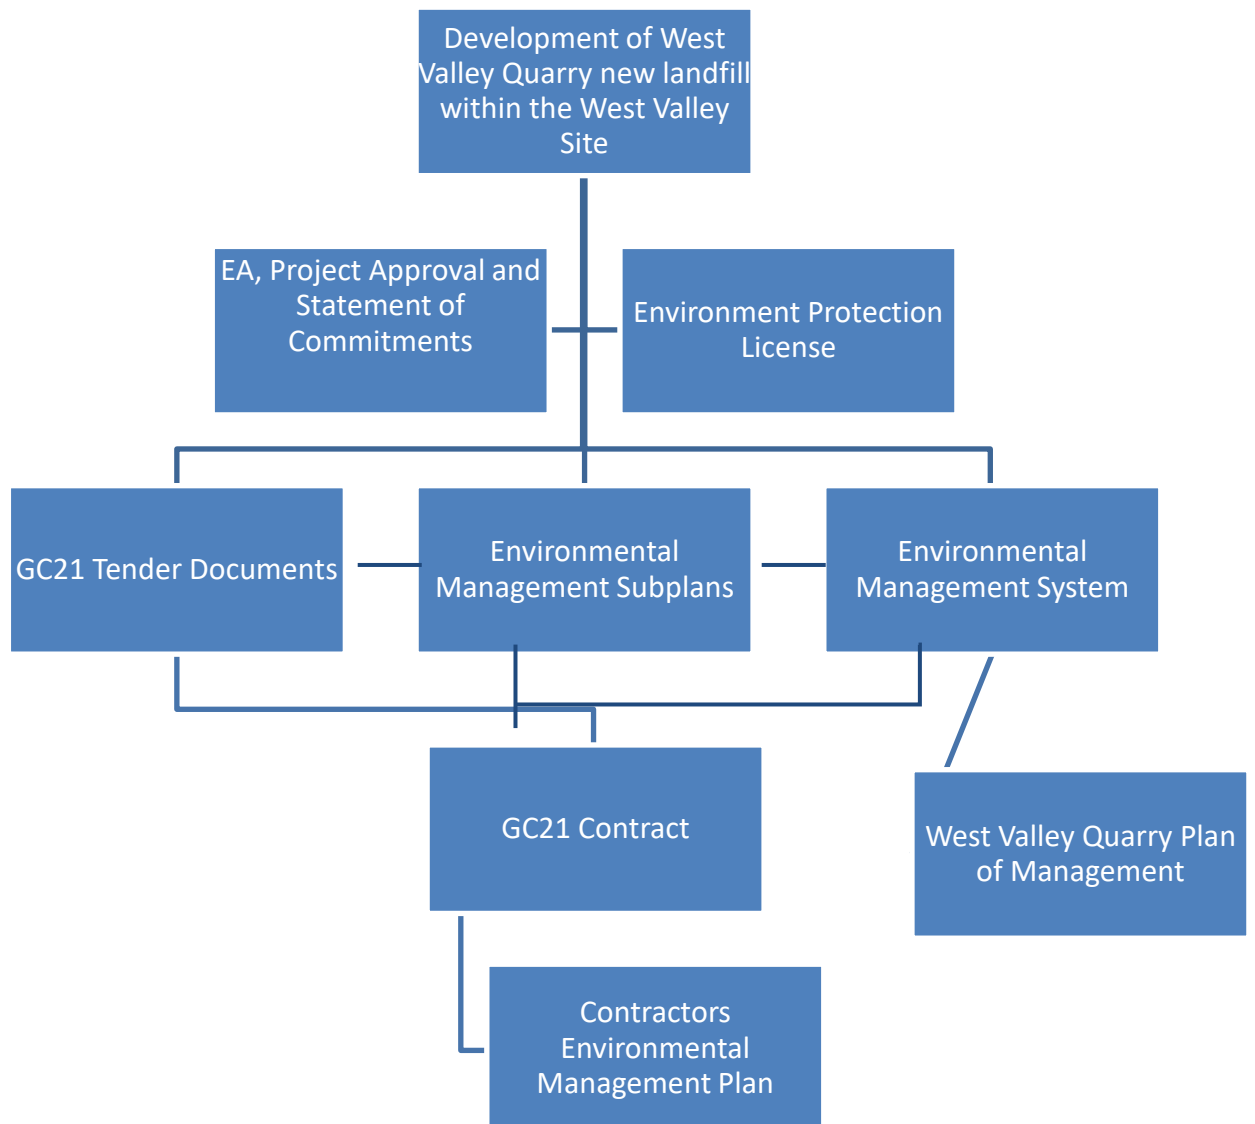 Development of West
Valley Quarry new landfill
within the West Valley
Site
EA, Project Approval and
Statement of
Commitments
Environment Protection
License
GC21 Tender Documents
Environmental
Management Subplans
Environmental
Management System
GC21 Contract
West Valley Quarry Plan
of Management
Contractors
Environmental
Management Plan